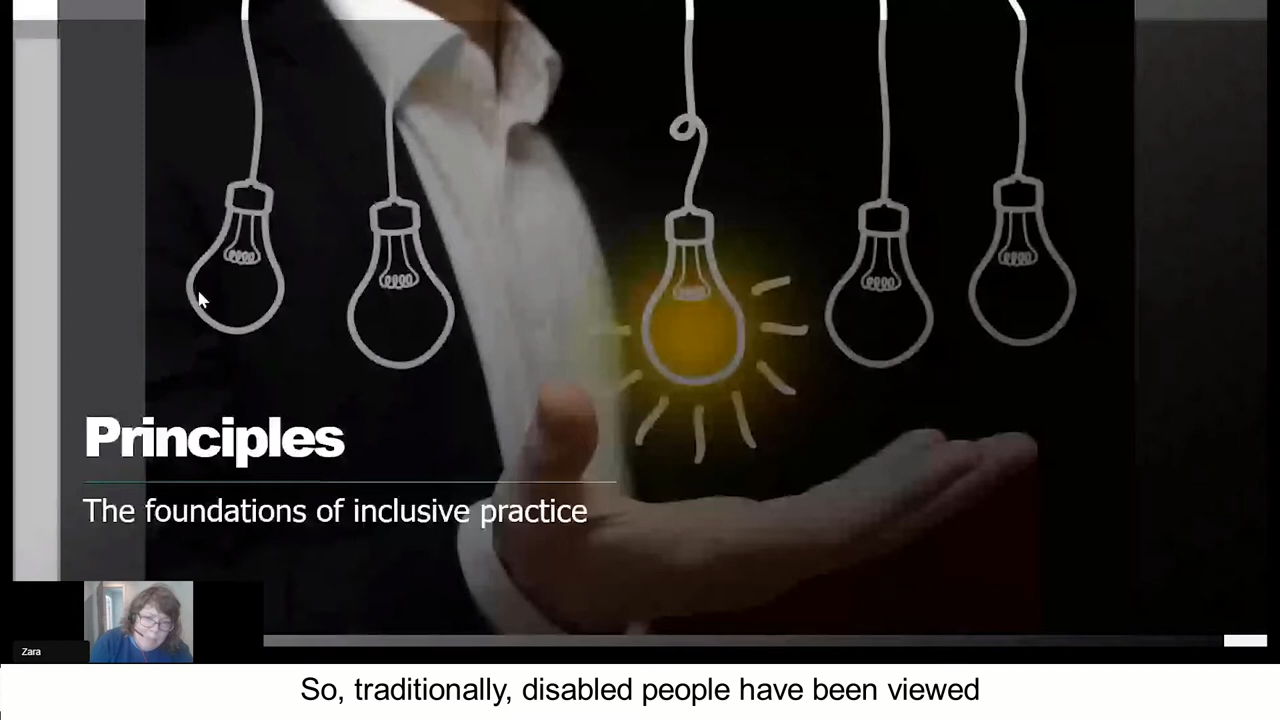 Principles
The foundations of inclusive practice
Zara
So, traditionally, disabled people have been viewed